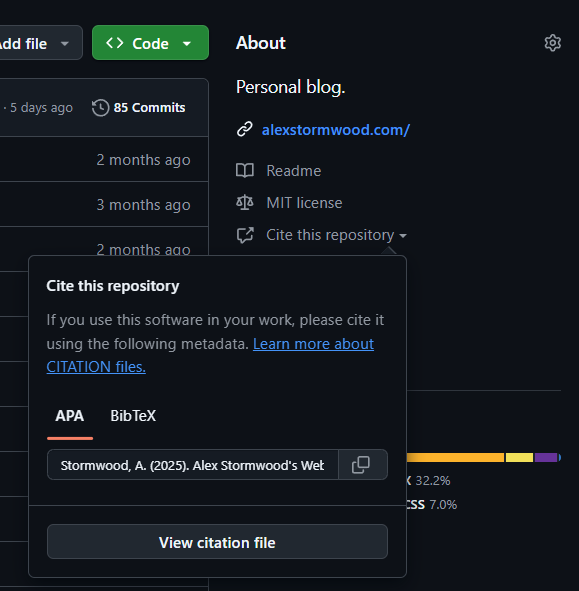 Add file
Code
About
Personal blog.
· 5 days ago
85 Commits
alexstormwood.com/
2 months ago
Readme
3 months ago
MIT license
2 months ago
Cite this repository
Cite this repository
If you use this software in your work, please cite it
using the following metadata. Learn more about
CITATION files.
APA
BibTeX
Stormwood, A. (2025). Alex Stormwood's Web
X 32.2%
CSS 7.0%
View citation file